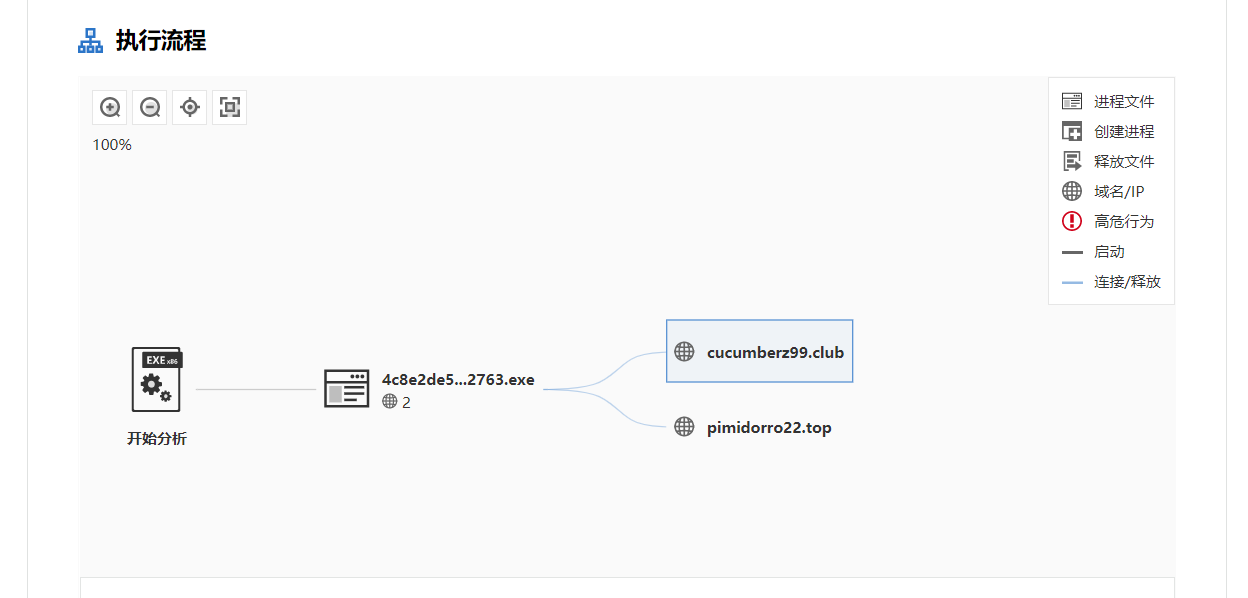 执行流程
100%
进程文件
创建进程
释放文件
域名/IP
高危行为
启动
连接/释放
EXE x86
开始分析
4c8e2de5...2763.exe
2
cucumberz99.club
pimidorro22.top